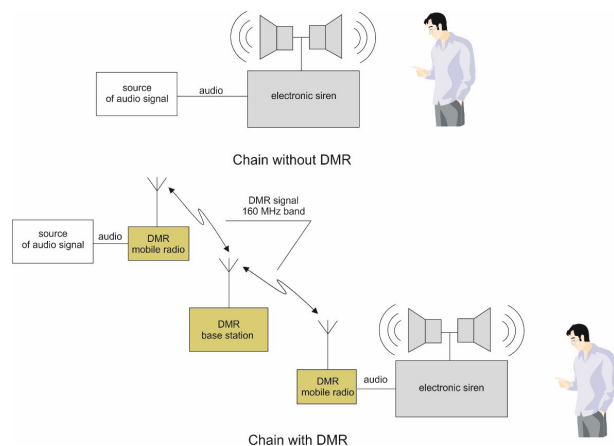 source
of audio signal
audio
electronic siren
Chain without DMR
DMR signal
160 MHz band
source
of audio signal
audio
DMR
mobile radio
DMR
base station
DMR
mobile radio
audio
electronic siren
Chain with DMR